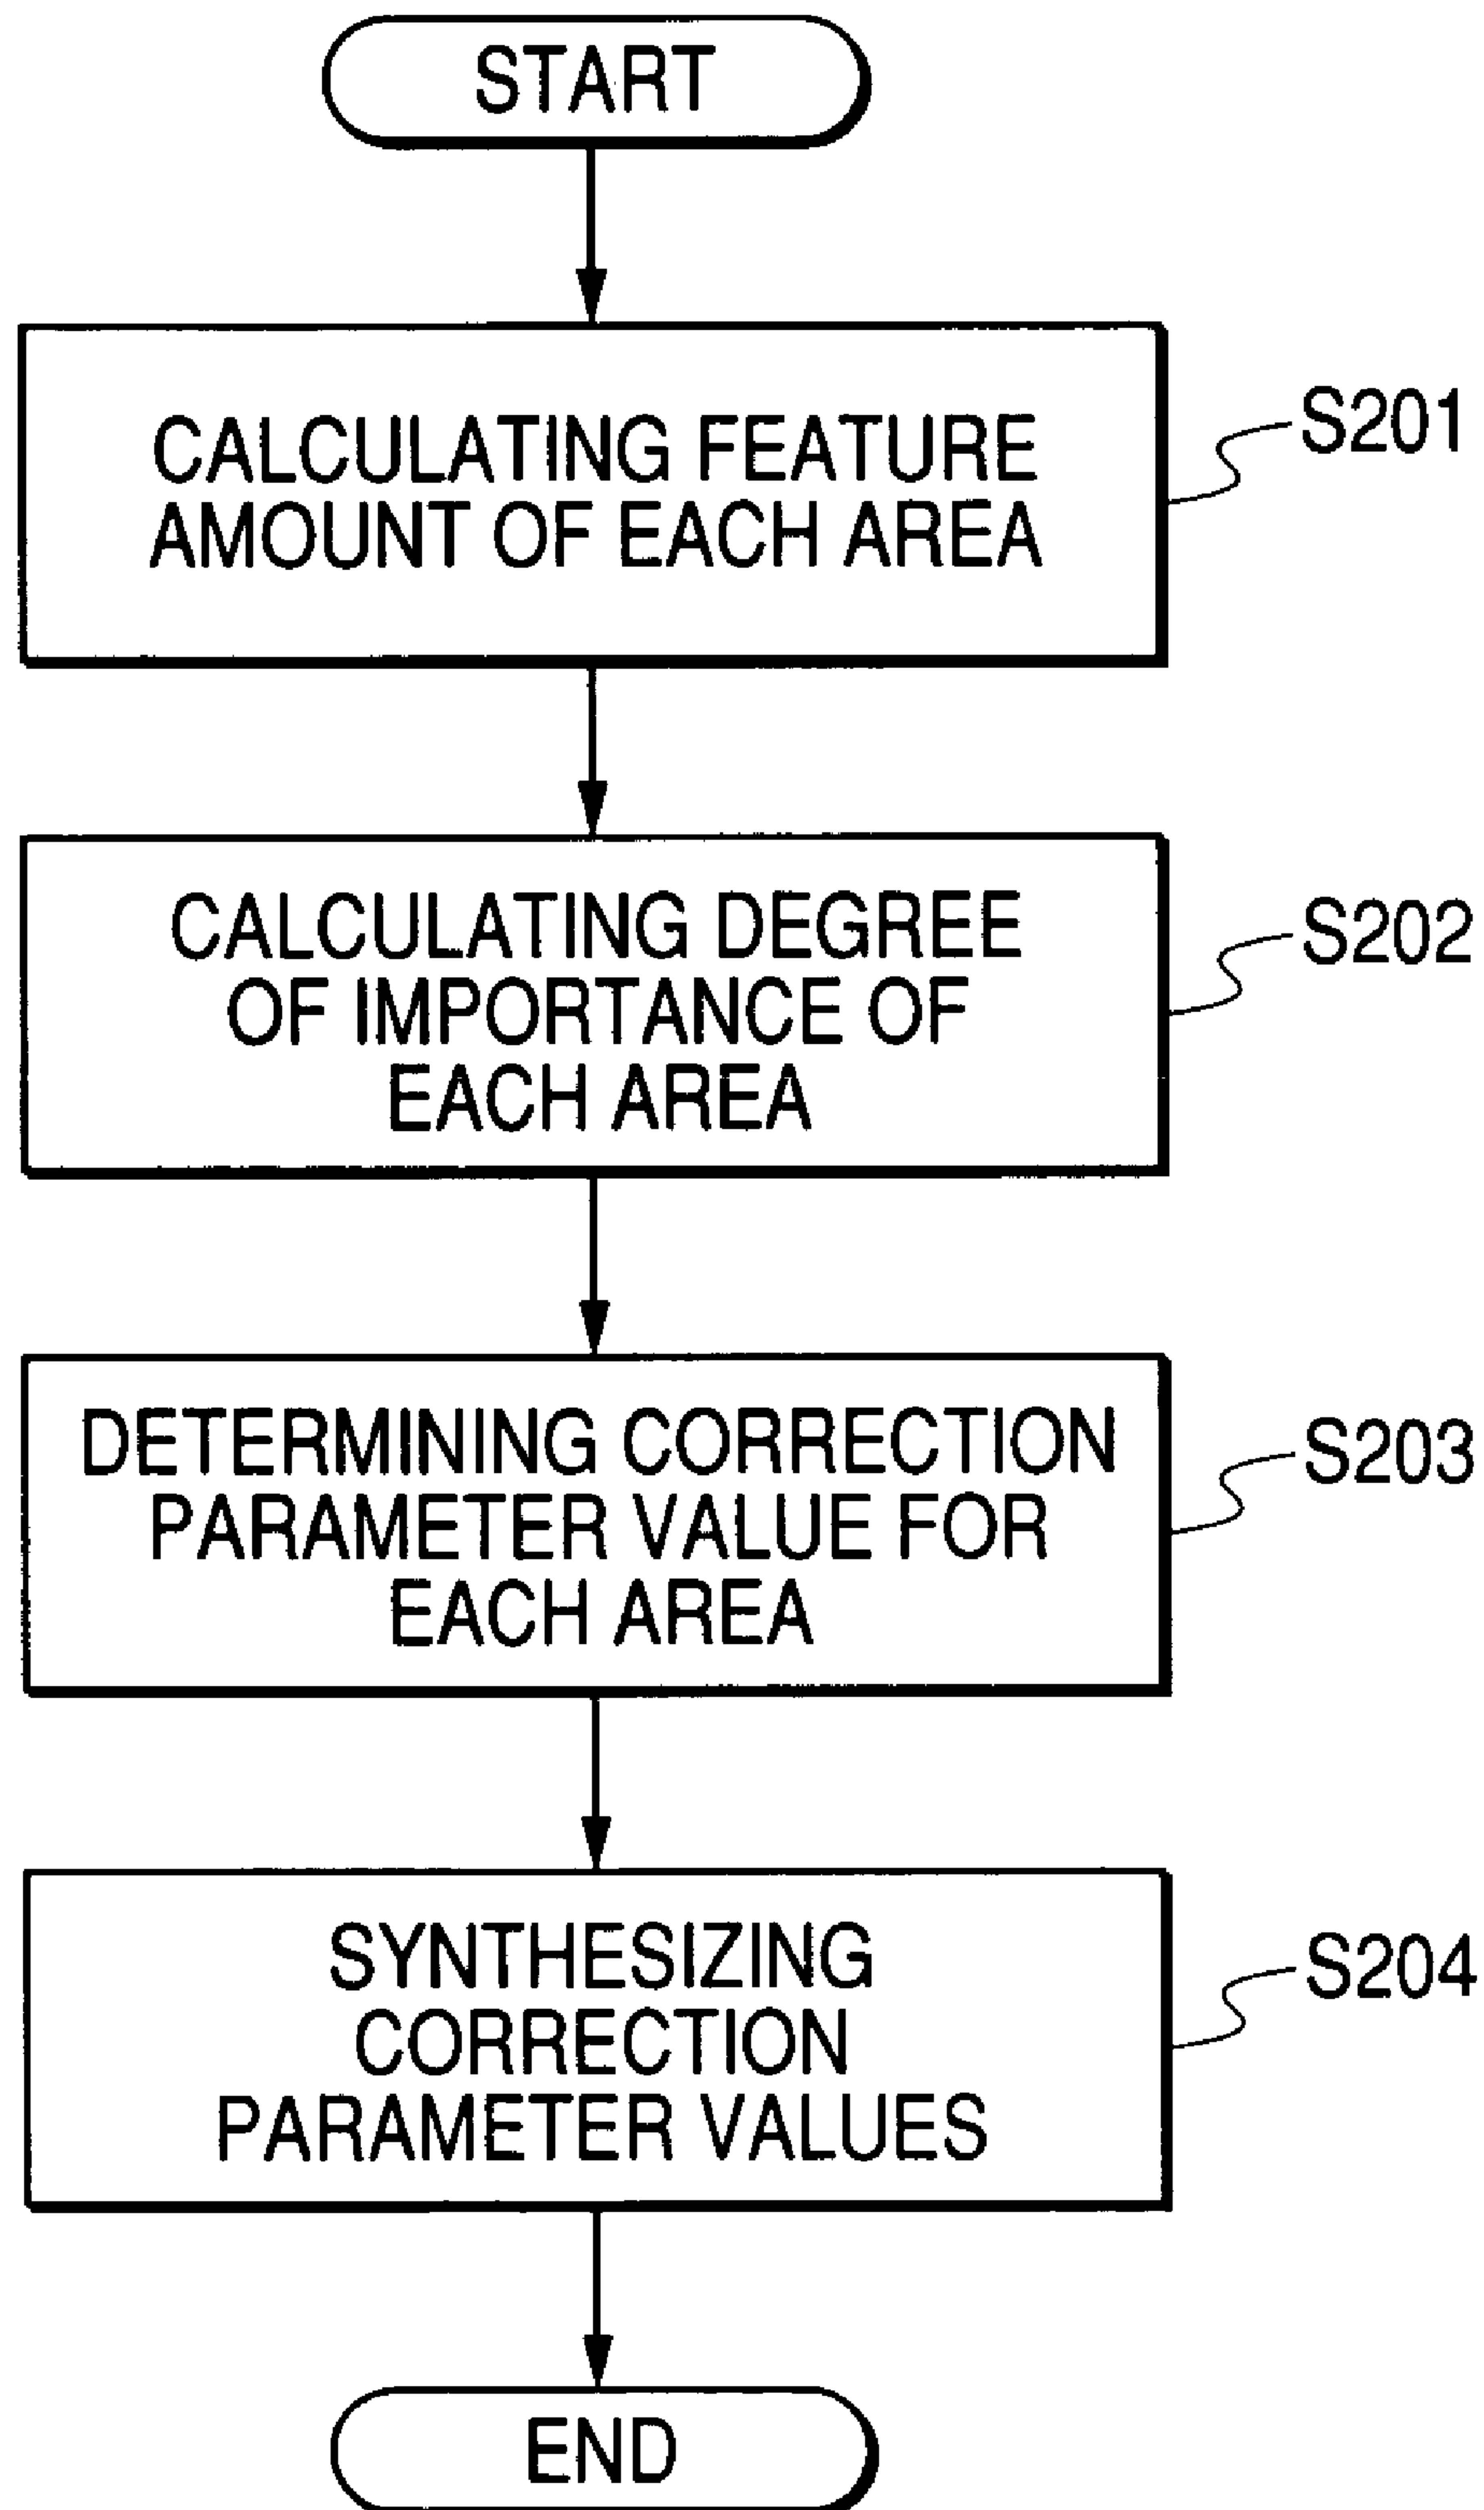 START
CALCULATING FEATURE
AMOUNT OF EACH AREA
S201
CALCULATING DEGREE
OF IMPORTANCE OF
EACH AREA
S202
DETERMINING CORRECTION
PARAMETER VALUE FOR
EACH AREA
S203
SYNTHESIZING
CORRECTION
PARAMETER VALUES
S204
END